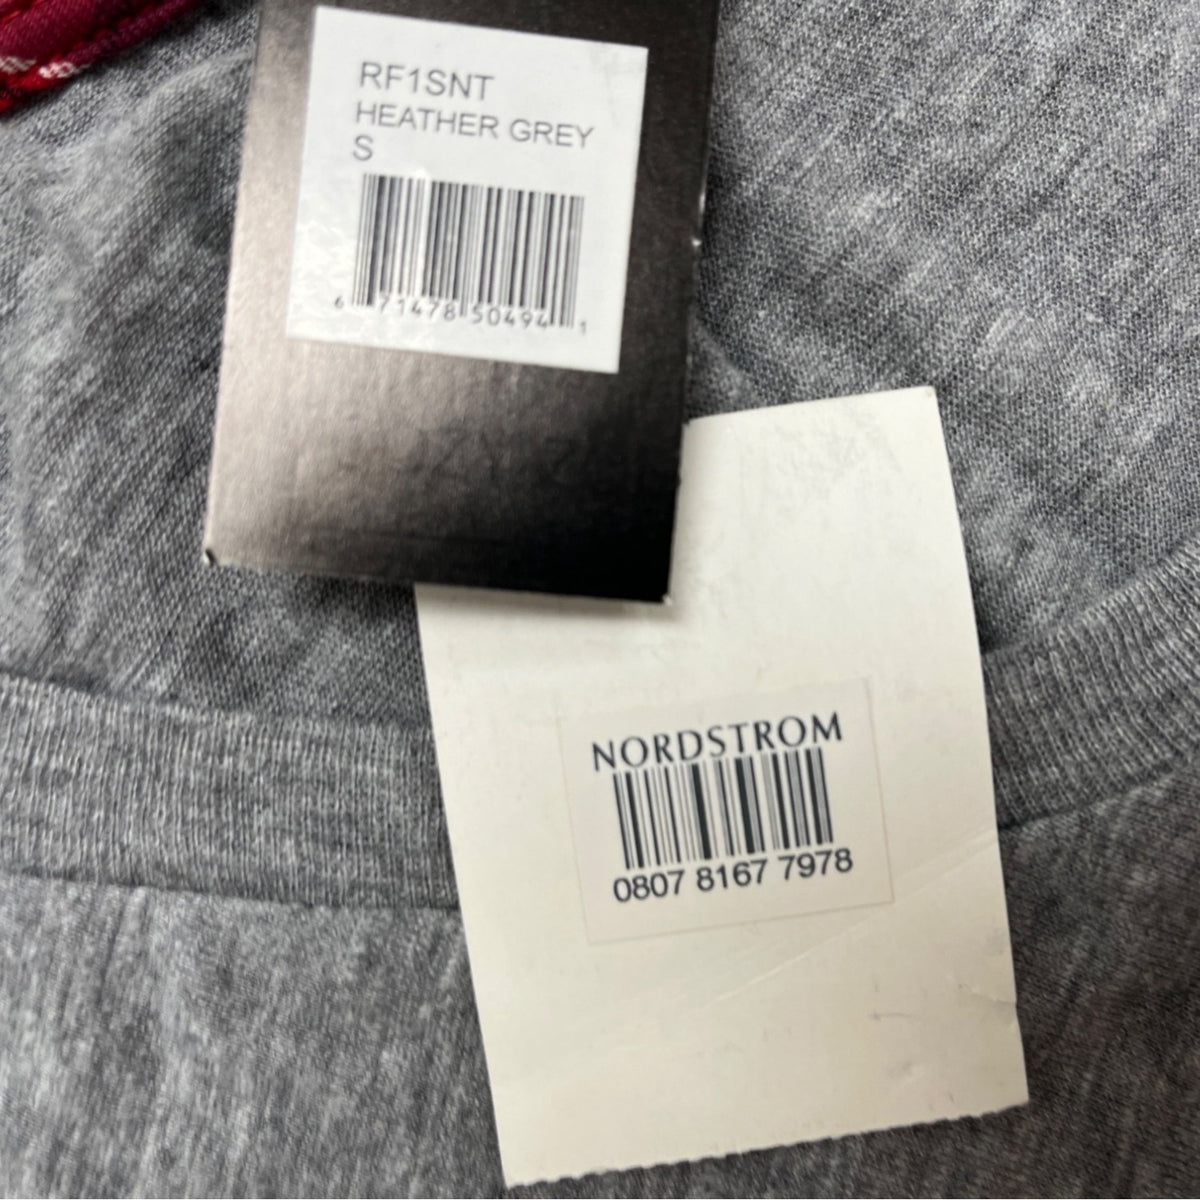 RF1SNT
HEATHER GREY
S
6 71478 50494 1
NORDSTROM
0807 8167 7978